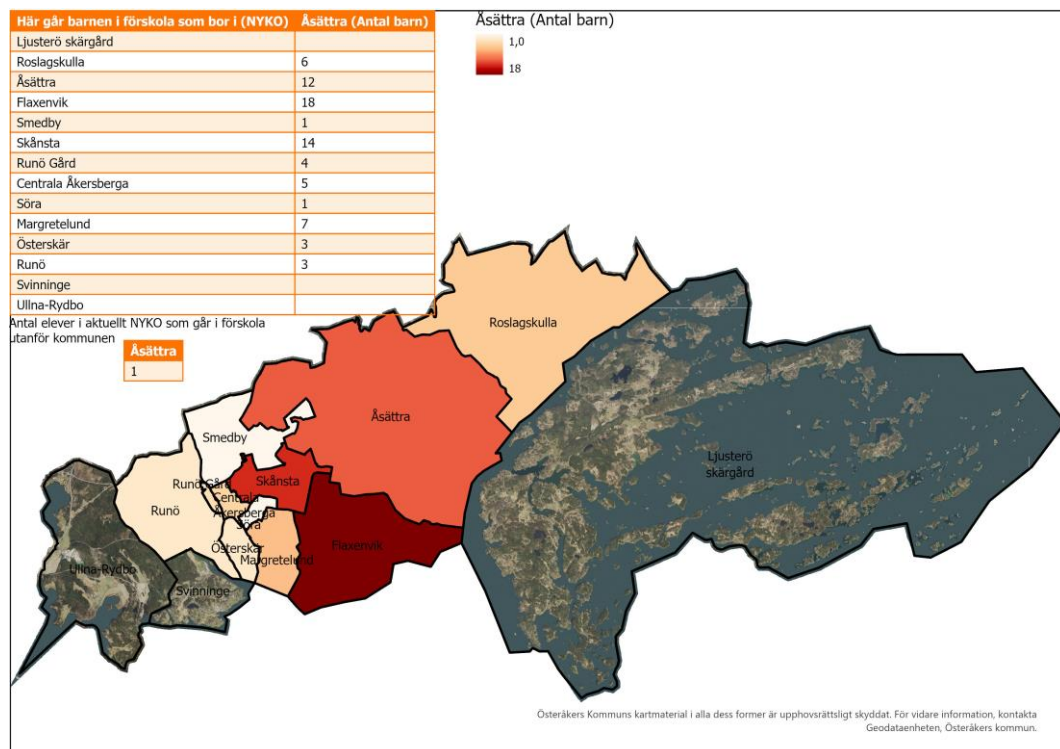 Här går barnen i förskola som bor i (NYKO) Åsättra (Antal barn)
Ljusterö skärgård
Roslagskulla 6
Åsättra 12
Flaxenvik 18
Smedby 1
Skånsta 14
Runö Gård 4
Centrala Åkersberga 5
Söra 1
Margretelund 7
Österskär 3
Runö 3
Svinninge
Ullna-Rydbo
Antal elever i aktuellt NYKO som går i förskola
utanför kommunen
Åsättra
1
Åsättra (Antal barn)
1,0
18
Roslagskulla
Åsättra
Smedby
Ljusterö
skärgård
Skånsta
Runö Gård
Centrala
Åkersberga
Runö
Söra
Österskär
Flaxenvik
Margretelund
Ullna-Rydbo
Svinninge
Österåkers Kommuns kartmaterial i alla dess former är upphovsrättsligt skyddat. För vidare information, kontakta
Geodataenheten, Österåkers kommun.